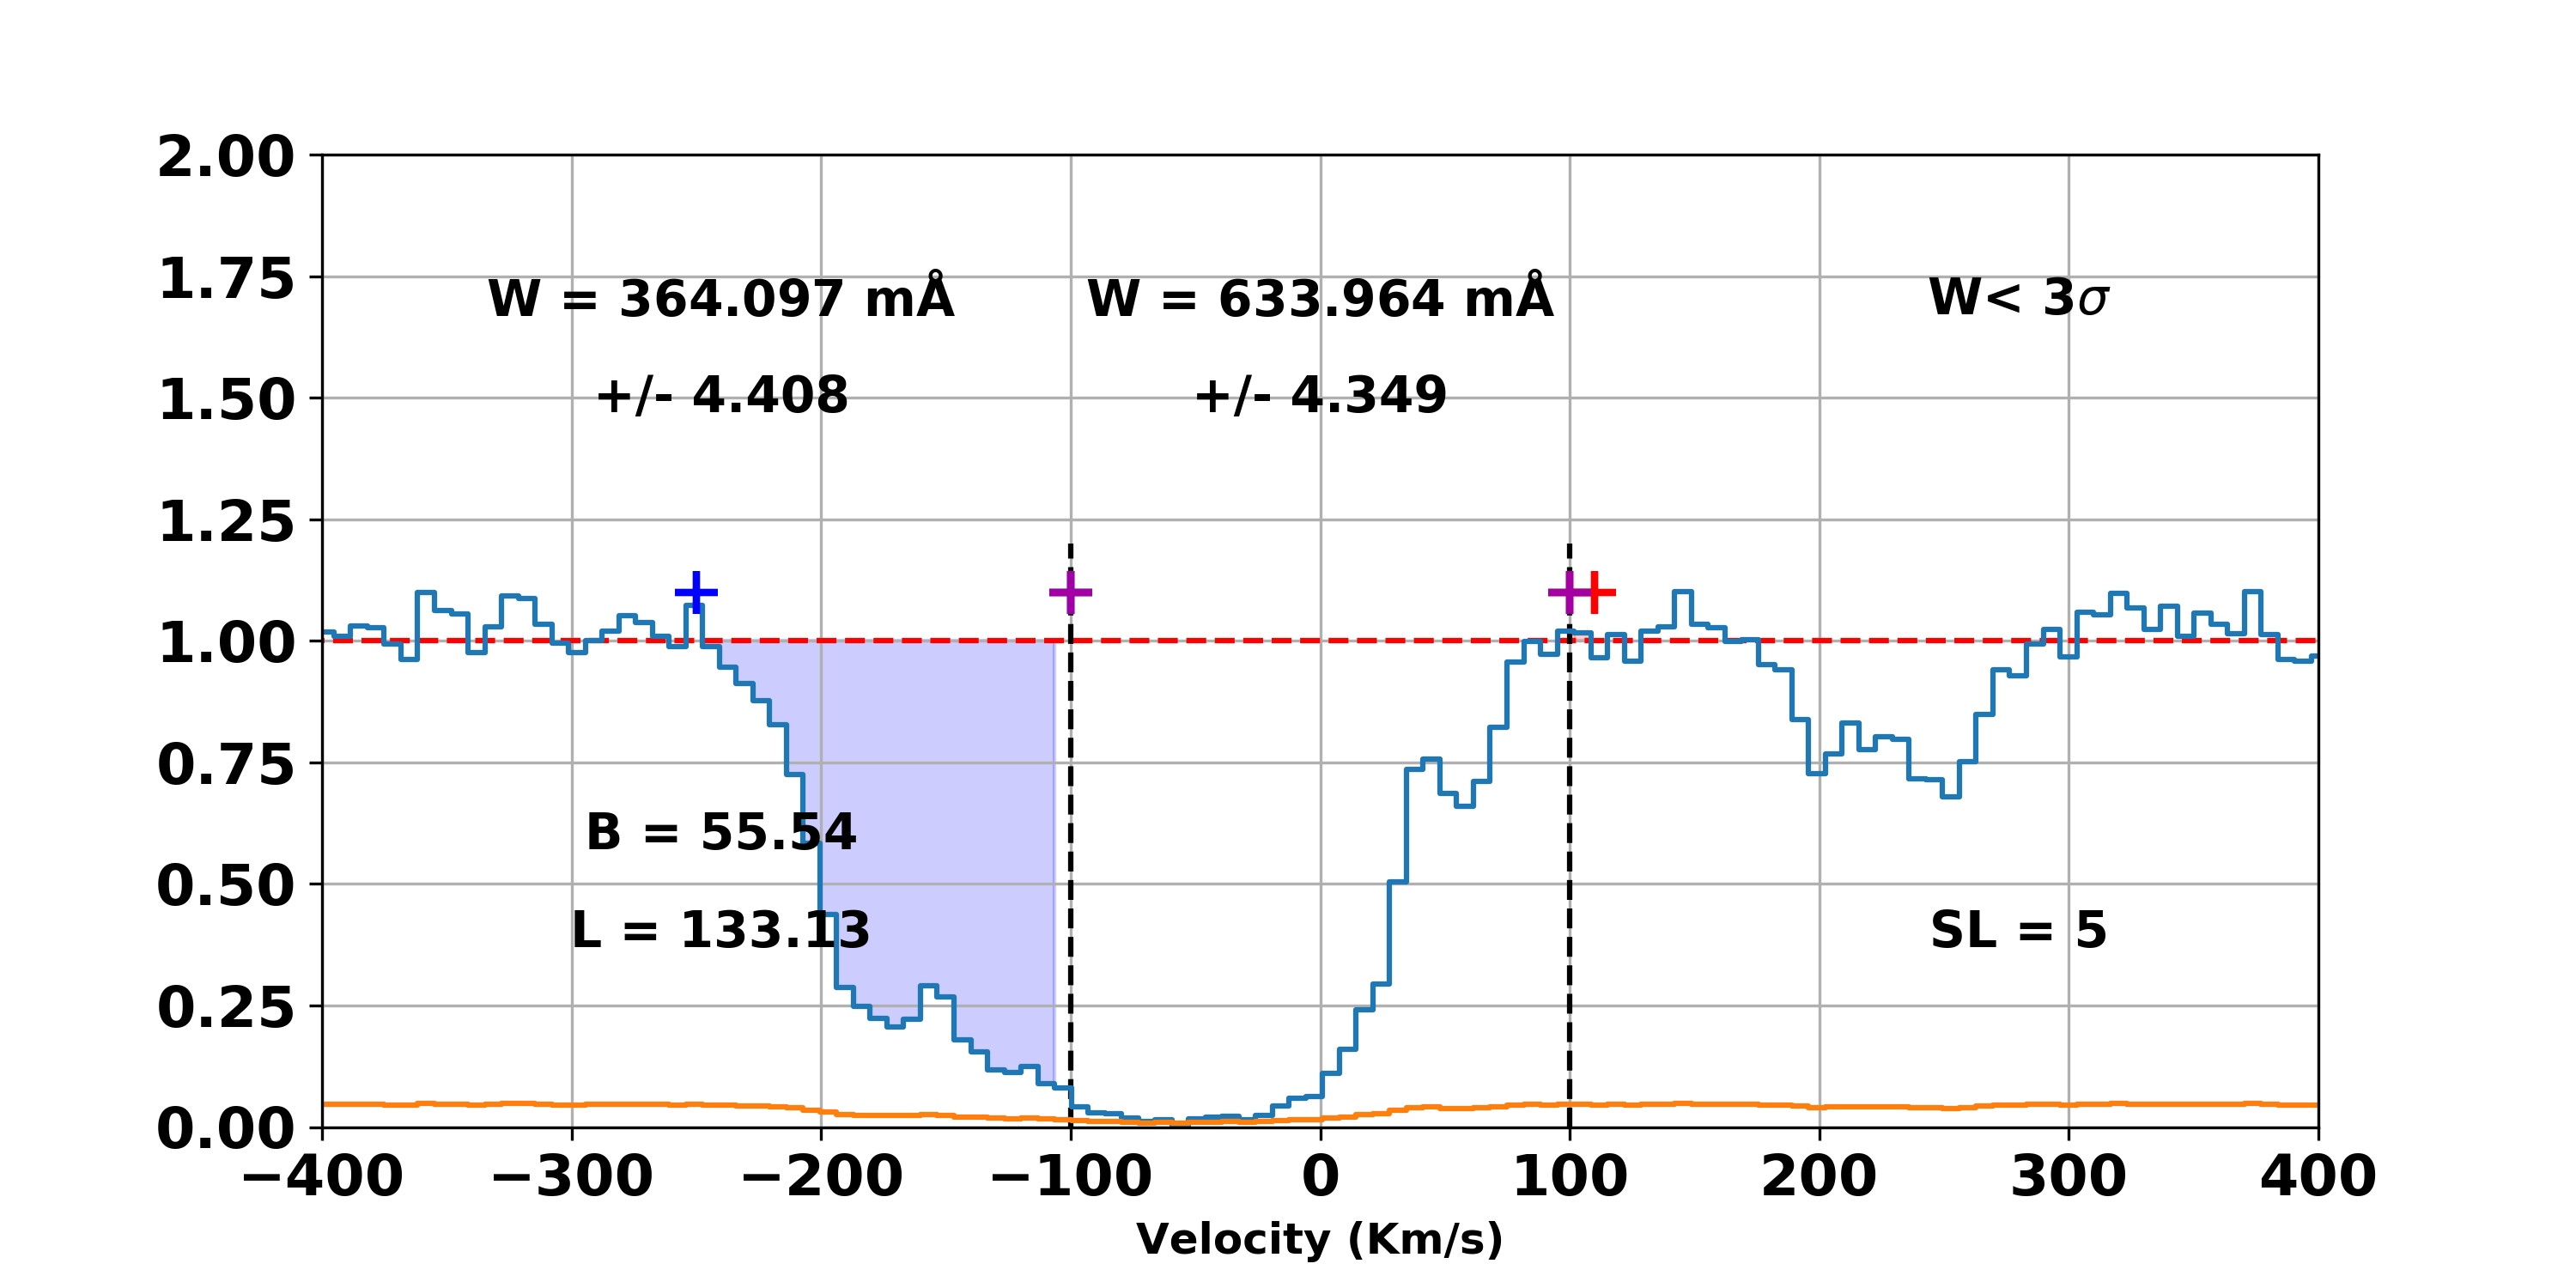 2.00
1.75
1.50
1.25
1.00
0.75
0.50
0.25
0.00
W = 364.097 mÅ
+/- 4.408
W = 633.964 mÅ
+/- 4.349
W< 3σ
B = 55.54
L = 133.13
SL = 5
−400 −300 −200 −100 0 100 200 300 400
Velocity (Km/s)